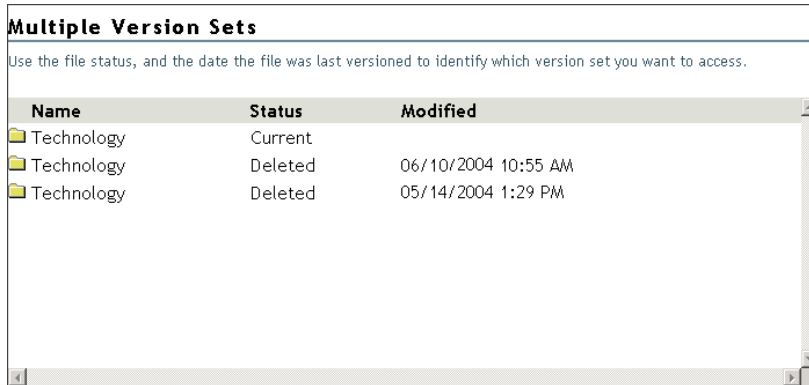 Multiple Version Sets
Use the file status, and the date the file was last versioned to identify which version set you want to access.
Name Status Modified
Technology Current
Technology Deleted 06/10/2004 10:55 AM
Technology Deleted 05/14/2004 1:29 PM